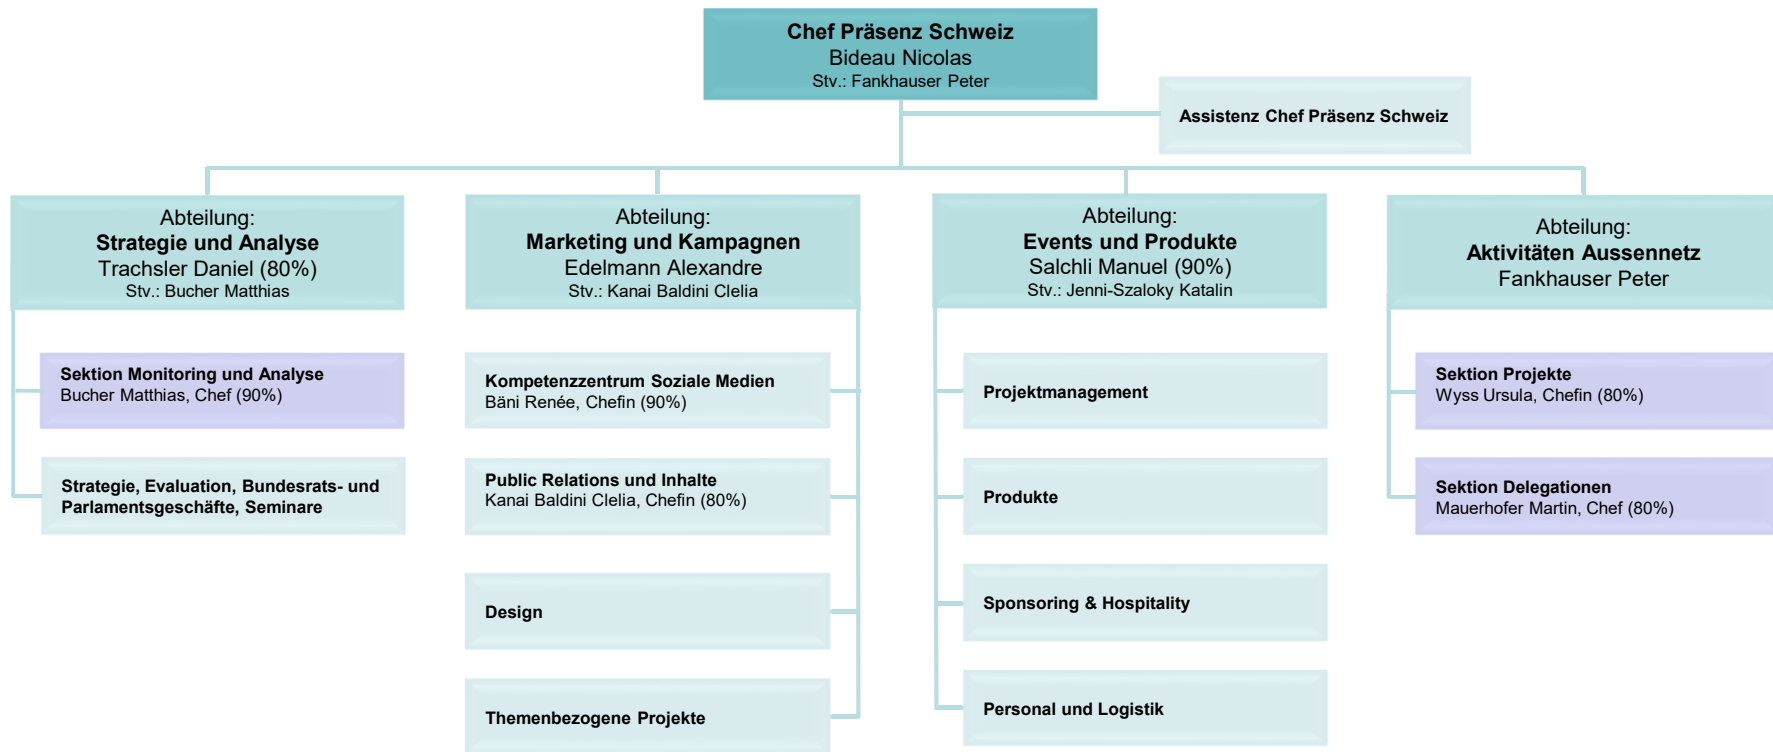 Chef Präsenz Schweiz
Bideau Nicolas
Stv.: Fankhauser Peter
Assistenz Chef Präsenz Schweiz
Abteilung:
Strategie und Analyse
Trachsler Daniel (80%)
Stv.: Bucher Matthias
Sektion Monitoring und Analyse
Bucher Matthias, Chef (90%)
Strategie, Evaluation, Bundesrats- und
Parlamentsgeschäfte, Seminare
Abteilung:
Marketing und Kampagnen
Edelmann Alexandre
Stv.: Kanai Baldini Clelia
Kompetenzzentrum Soziale Medien
Bäni Renée, Chefin (90%)
Public Relations und Inhalte
Kanai Baldini Clelia, Chefin (80%)
Design
Themenbezogene Projekte
Abteilung:
Events und Produkte
Salchli Manuel (90%)
Stv.: Jenni-Szaloky Katalin
Projektmanagement
Produkte
Sponsoring & Hospitality
Personal und Logistik
Abteilung:
Aktivitäten Aussennetz
Fankhauser Peter
Sektion Projekte
Wyss Ursula, Chefin (80%)
Sektion Delegationen
Mauerhofer Martin, Chef (80%)